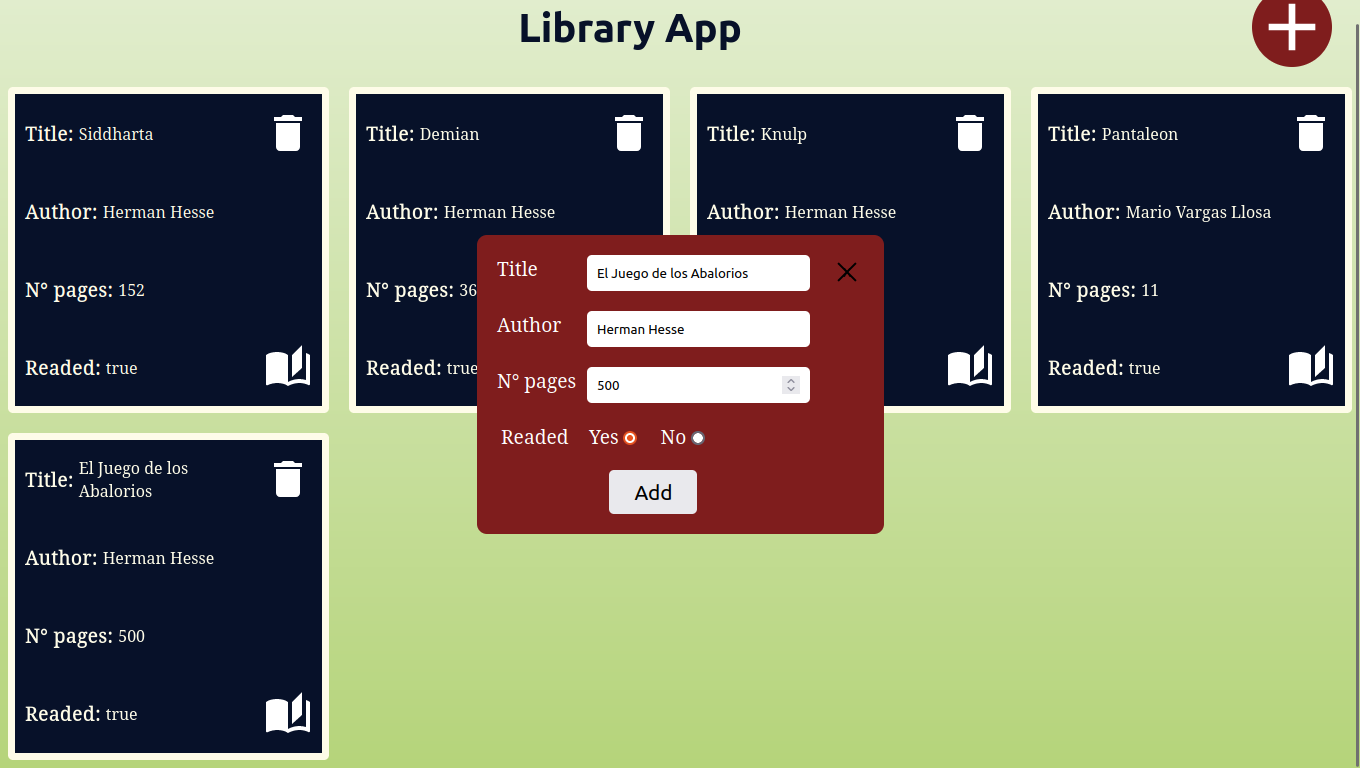 Library App
Title: Siddharta
Author: Herman Hesse
N° pages: 152
Readed: true
Title: Demian
Author: Herman Hesse
N° pages: 36
Readed: true
Title: Knulp
Author: Herman Hesse
Title: Pantaleon
Author: Mario Vargas Llosa
N° pages: 11
Readed: true
Title El Juego de los Abalorios
Author Herman Hesse
N° pages 500
Readed Yes No
Add
Title: El Juego de los
Abalorios
Author: Herman Hesse
N° pages: 500
Readed: true